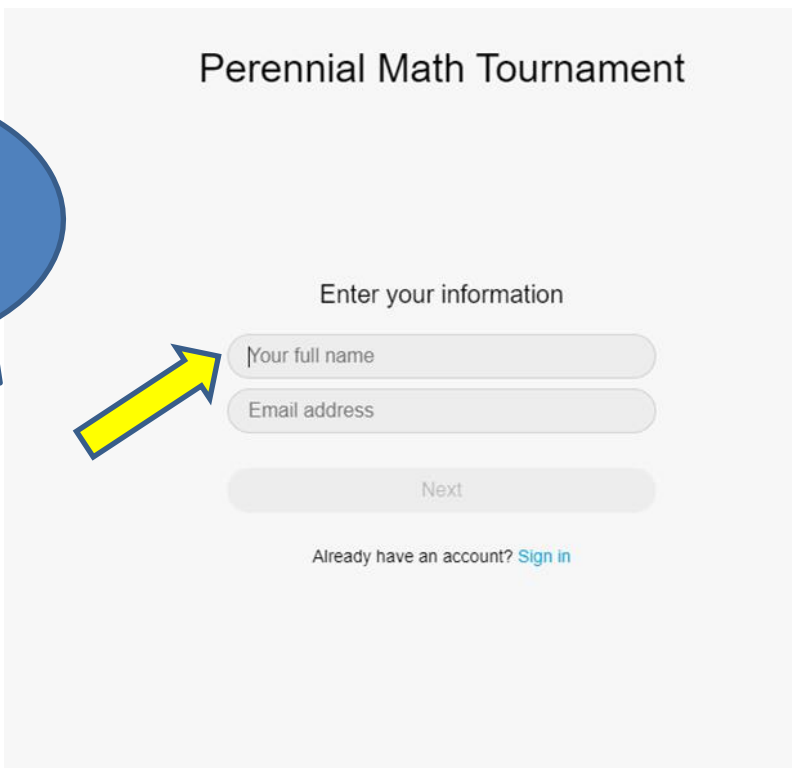 Perennial Math Tournament
Enter your information
Your full name
Email address
Next
Already have an account? Sign in